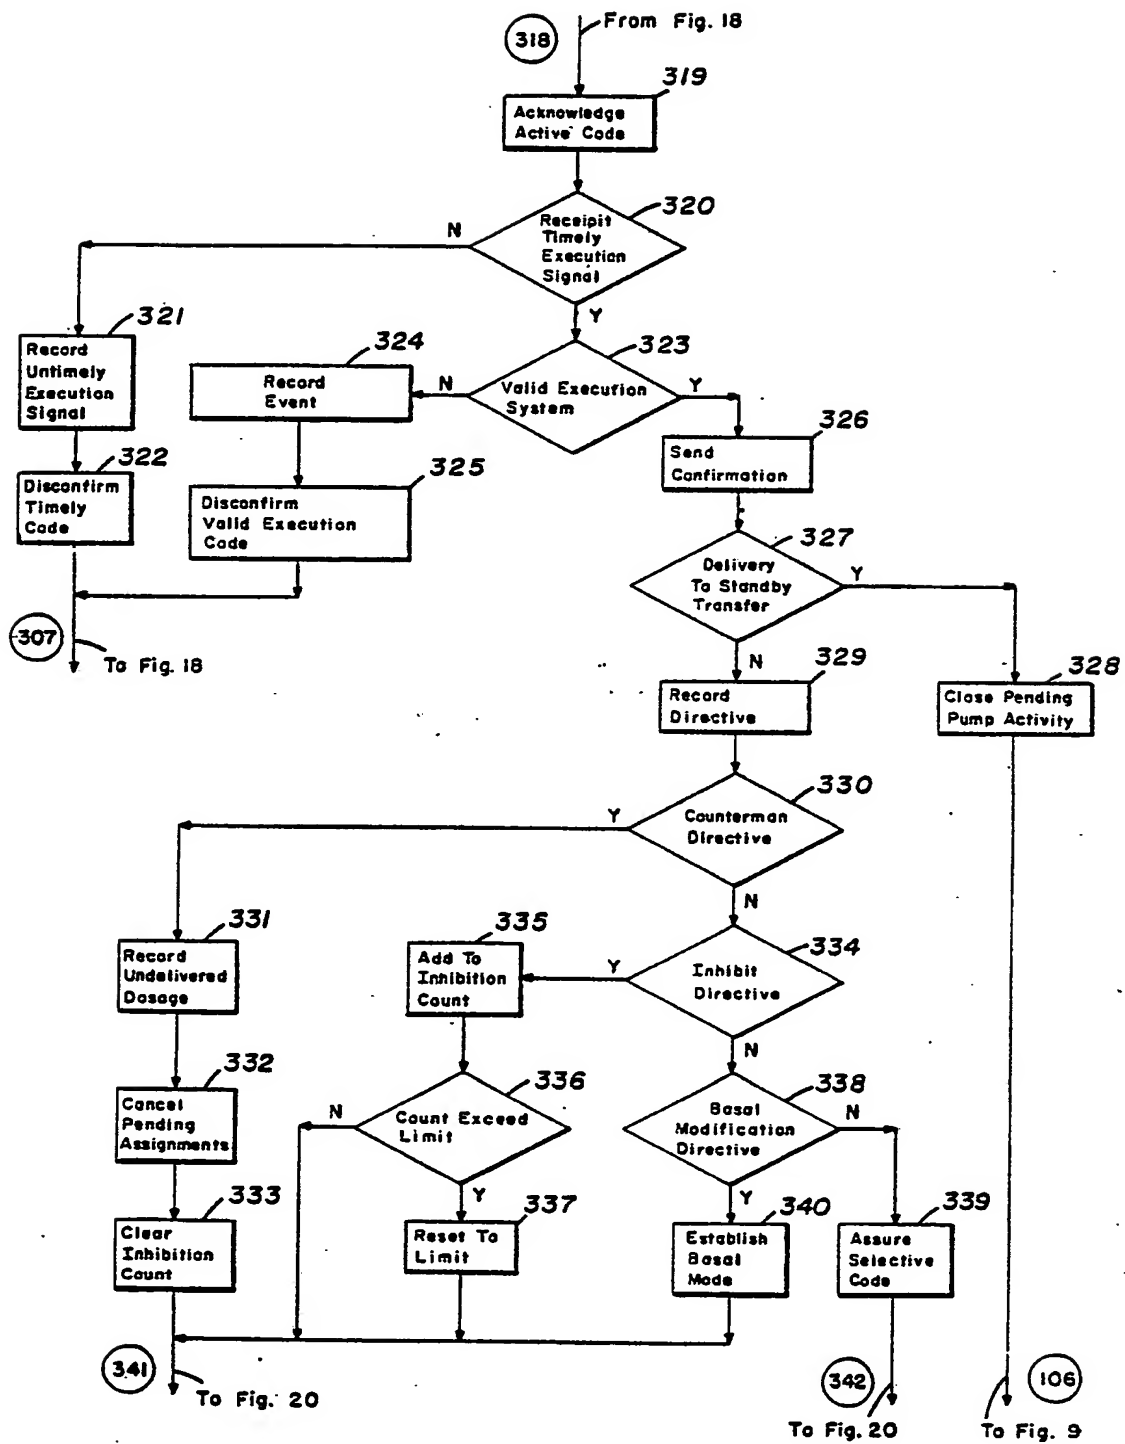 318
From Fig. 18
319
Acknowledge
Active Code
320
Receipit
Timely
Execution
Signal
N
Y
321
Record
Untimely
Execution
Signal
324
Record
Event
N
323
Valid Execution
System
Y
326
Send
Confirmation
322
Disconfirm
Timely
Code
325
Disconfirm
Valid Execution
Code
327
Delivery
To Standby
Transfer
Y
N
307
To Fig. 18
329
Record
Directive
328
Close Pending
Pump Activity
330
Counterman
Directive
Y
N
331
Record
Undelivered
Dosage
335
Add To
Inhibition
Count
Y
334
Inhibit
Directive
N
332
Cancel
Pending
Assignments
336
Count Exceed
Limit
N
Y
338
Basal
Modification
Directive
N
Y
333
Clear
Inhibition
Count
337
Reset To
Limit
340
Establish
Basal
Mode
339
Assure
Selective
Code
341
To Fig. 20
342
To Fig. 20
106
To Fig. 9